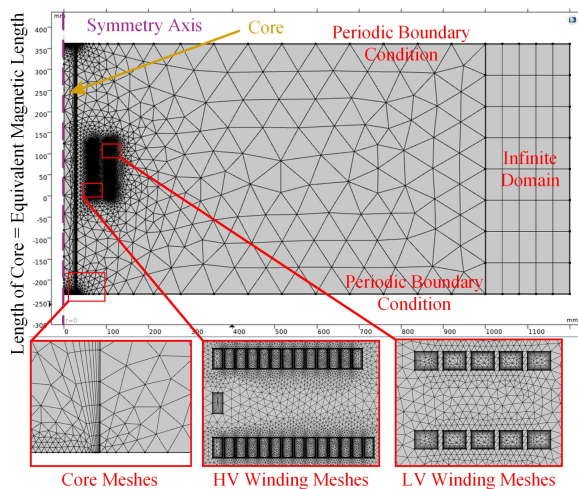 mm
Symmetry Axis
Core
Periodic Boundary
Condition
Length of Core = Equivalent Magnetic Length
400
350
300
250
200
150
100
50
0
-50
-100
-150
-200
-250
-300
Infinite
Domain
Periodic Boundary
Condition
r=0
0
100
200
300
400
500
600
700
800
900
1000
1100
mm
Core Meshes
HV Winding Meshes
LV Winding Meshes